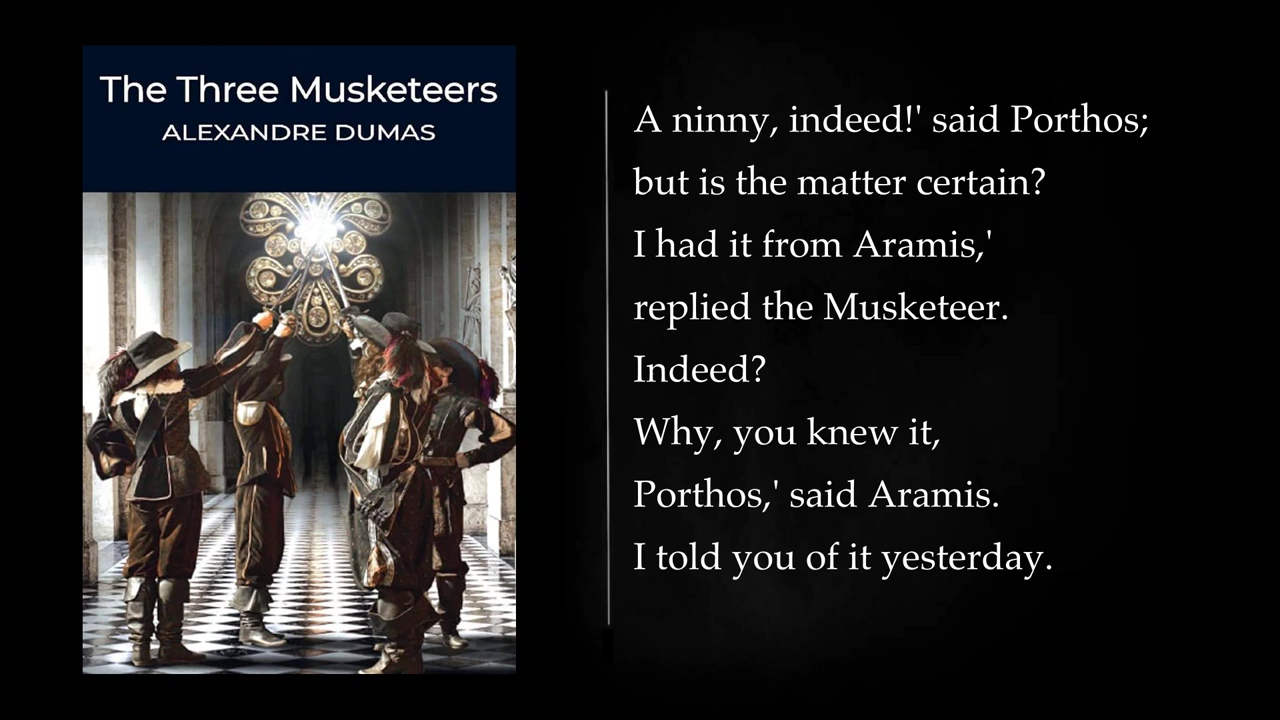 The Three Musketeers
ALEXANDRE DUMAS
A ninny, indeed!' said Porthos;
but is the matter certain?
I had it from Aramis,'
replied the Musketeer.
Indeed?
Why, you knew it,
Porthos,' said Aramis.
I told you of it yesterday.